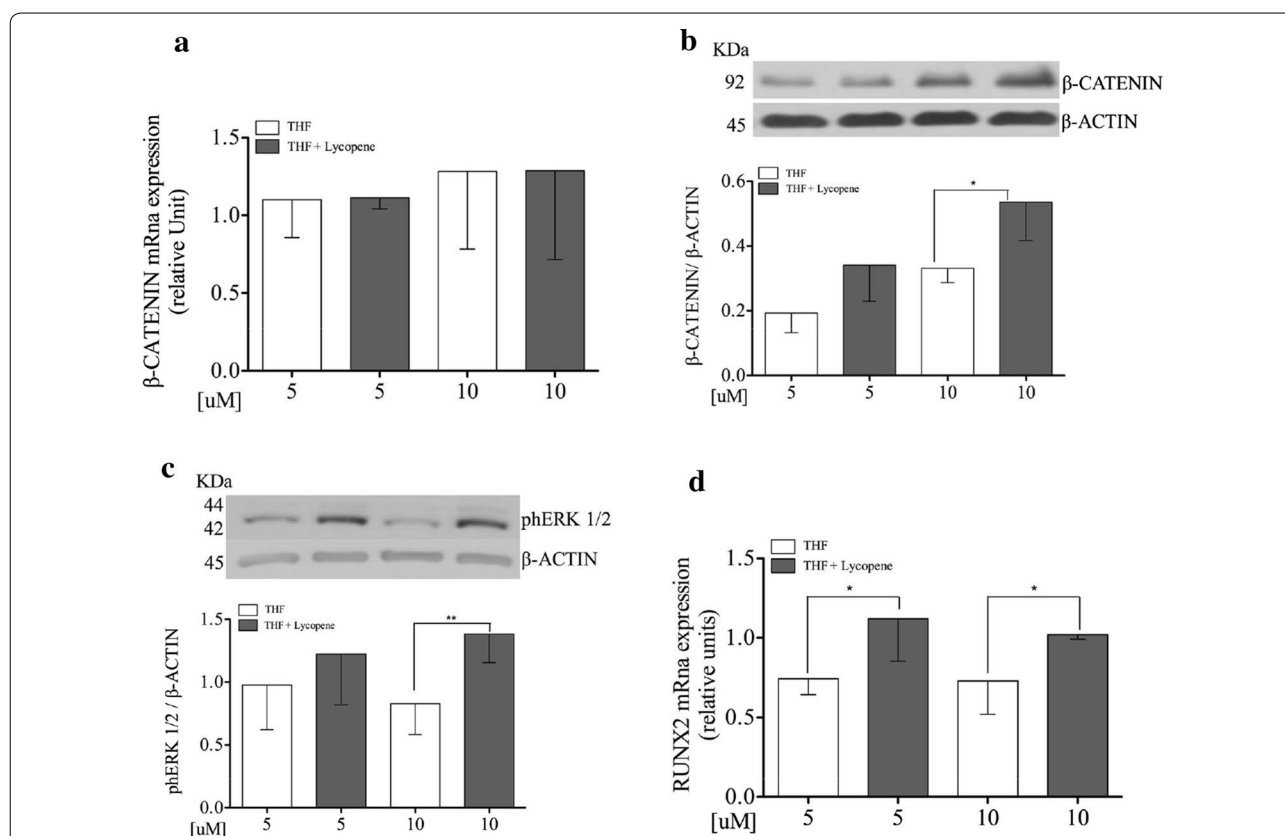 a
β-CATENIN mRna expression
(relative Unit)
THF
THF + Lycopene
1.5
1.0
0.5
0.0
[uM]
5 5 10 10
b
KDa
92 β-CATENIN
45 β-ACTIN
THF
THF + Lycopene
β-CATENIN/ β-ACTIN
0.6
0.4
0.2
0.0
*
[uM]
5 5 10 10
c
KDa
44
42 phERK 1/2
45 β-ACTIN
THF
THF + Lycopene
phERK 1/2 / β-ACTIN
1.5
1.0
0.5
0.0
**
[uM]
5 5 10 10
d
THF
THF + Lycopene
RUNX2 mRna expression
(relative units)
1.5
1.0
0.5
0.0
* *
[uM]
5 5 10 10